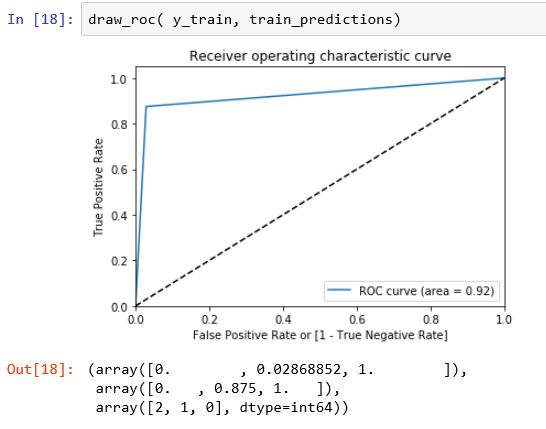 In [18]: draw_roc( y_train, train_predictions)
Receiver operating characteristic curve
1.0
0.8
0.6
0.4
0.2
0.0
True Positive Rate
ROC curve (area = 0.92)
0.0 0.2 0.4 0.6 0.8 1.0
False Positive Rate or [1 - True Negative Rate]
Out[18]: (array([0.        , 0.02868852, 1.        ]),
array([0.   , 0.875, 1.   ]),
array([2, 1, 0], dtype=int64))